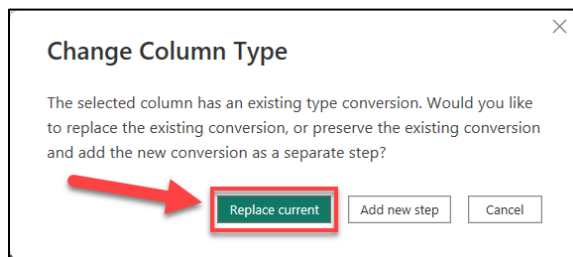 Change Column Type
The selected column has an existing type conversion. Would you like
to replace the existing conversion, or preserve the existing conversion
and add the new conversion as a separate step?
Replace current Add new step Cancel